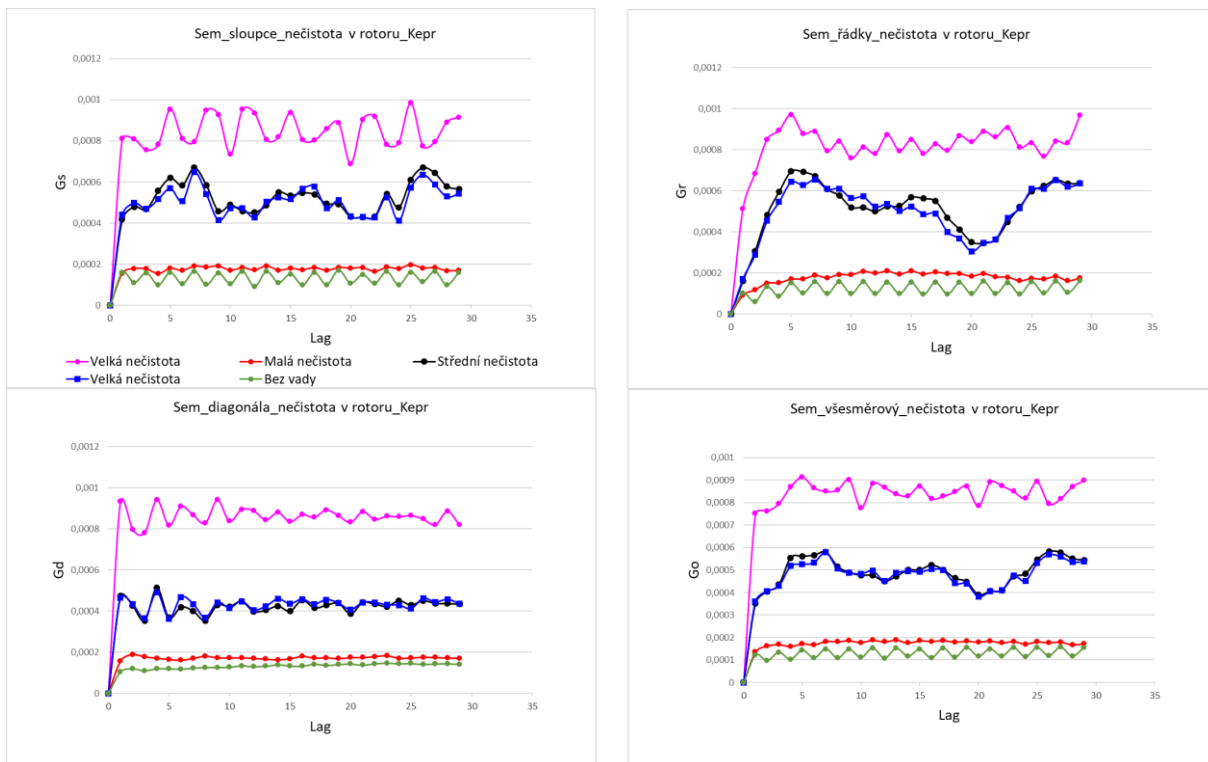 Sem_sloupce_nečistota v rotoru_Kepr
0,0012
0,001
0,0008
0,0006
0,0004
0,0002
0
Gs
0 5 10 15 20 25 30 35
Lag
Velká nečistota Malá nečistota Střední nečistota
Velká nečistota Bez vady
Sem_řádky_nečistota v rotoru_Kepr
0,0012
0,001
0,0008
0,0006
0,0004
0,0002
0
Gr
0 5 10 15 20 25 30 35
Lag
Sem_diagonála_nečistota v rotoru_Kepr
0,0012
0,001
0,0008
0,0006
0,0004
0,0002
0
Gd
0 5 10 15 20 25 30 35
Lag
Sem_všesměrový_nečistota v rotoru_Kepr
0,001
0,0009
0,0008
0,0007
0,0006
0,0005
0,0004
0,0003
0,0002
0,0001
0
Go
0 5 10 15 20 25 30 35
Lag